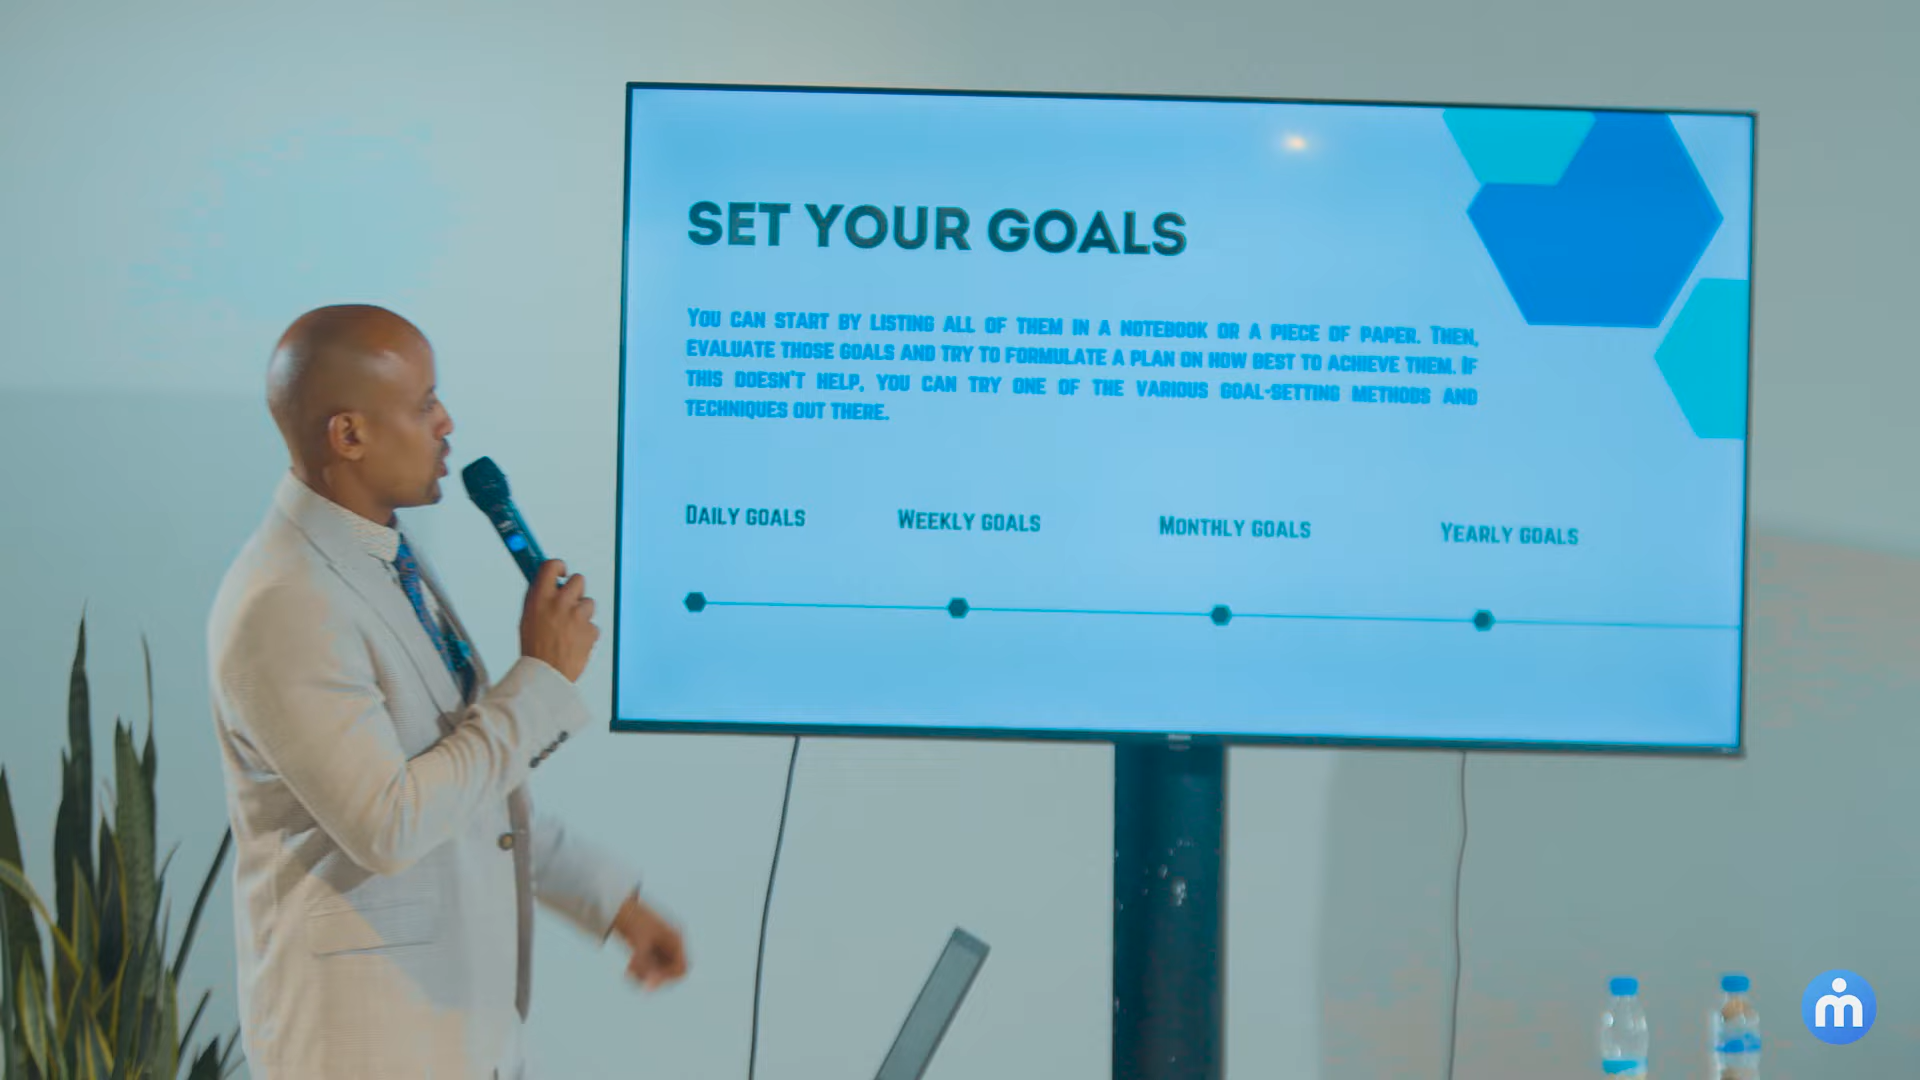 SET YOUR GOALS
YOU CAN START BY LISTING ALL OF THEM IN A NOTEBOOK OR A PIECE OF PAPER. THEN,
EVALUATE THOSE GOALS AND TRY TO FORMULATE A PLAN ON HOW BEST TO ACHIEVE THEM. IF
THIS DOESN'T HELP, YOU CAN TRY ONE OF THE VARIOUS GOAL-SETTING METHODS AND
TECHNIQUES OUT THERE.
DAILY GOALS
WEEKLY GOALS
MONTHLY GOALS
YEARLY GOALS
m